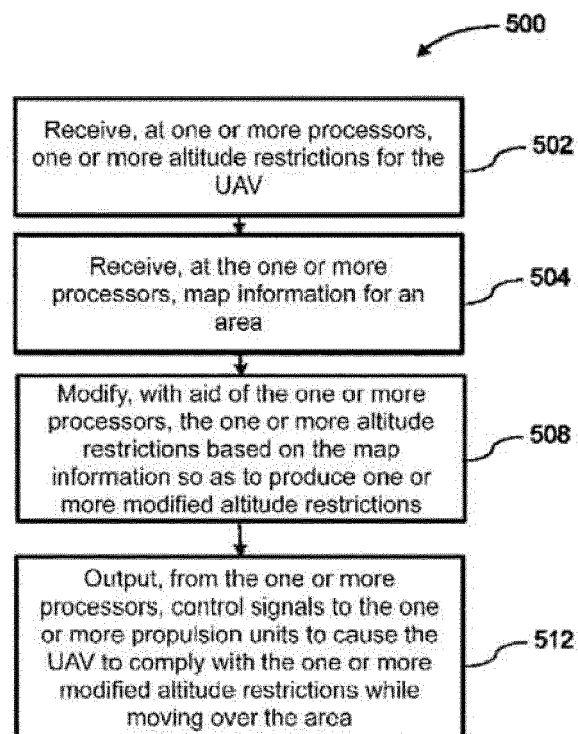 500
Receive, at one or more processors,
one or more altitude restrictions for the
UAV
502
Receive, at the one or more
processors, map information for an
area
504
Modify, with aid of the one or more
processors, the one or more altitude
restrictions based on the map
information so as to produce one or
more modified altitude restrictions
508
Output, from the one or more
processors, control signals to the one
or more propulsion units to cause the
UAV to comply with the one or more
modified altitude restrictions while
moving over the area
512